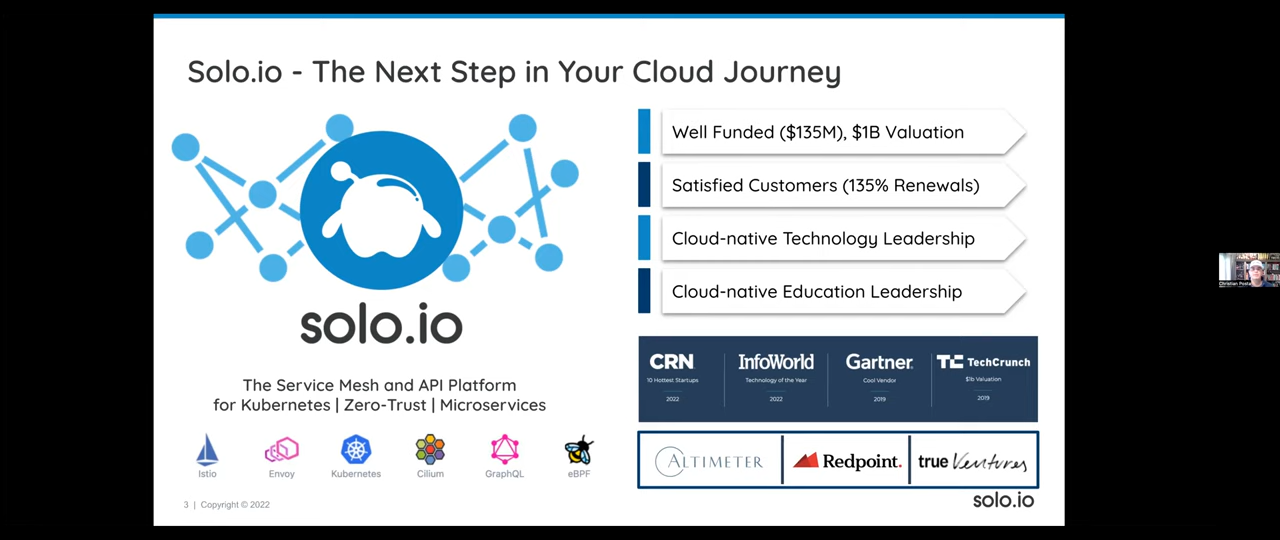 Solo.io - The Next Step in Your Cloud Journey
solo.io
The Service Mesh and API Platform
for Kubernetes | Zero-Trust | Microservices
Istio
Envoy
Kubernetes
Cilium
GraphQL
eBPF
Well Funded ($135M), $1B Valuation
Satisfied Customers (135% Renewals)
Cloud-native Technology Leadership
Cloud-native Education Leadership
CRN
10 Hottest Startups
2022
InfoWorld
Technology of the Year
2022
Gartner
Cool Vendor
2019
TC TechCrunch
$1b Valuation
2019
ALTIMETER
Redpoint.
true Ventures
3 | Copyright © 2022
solo.io
Christian Posta